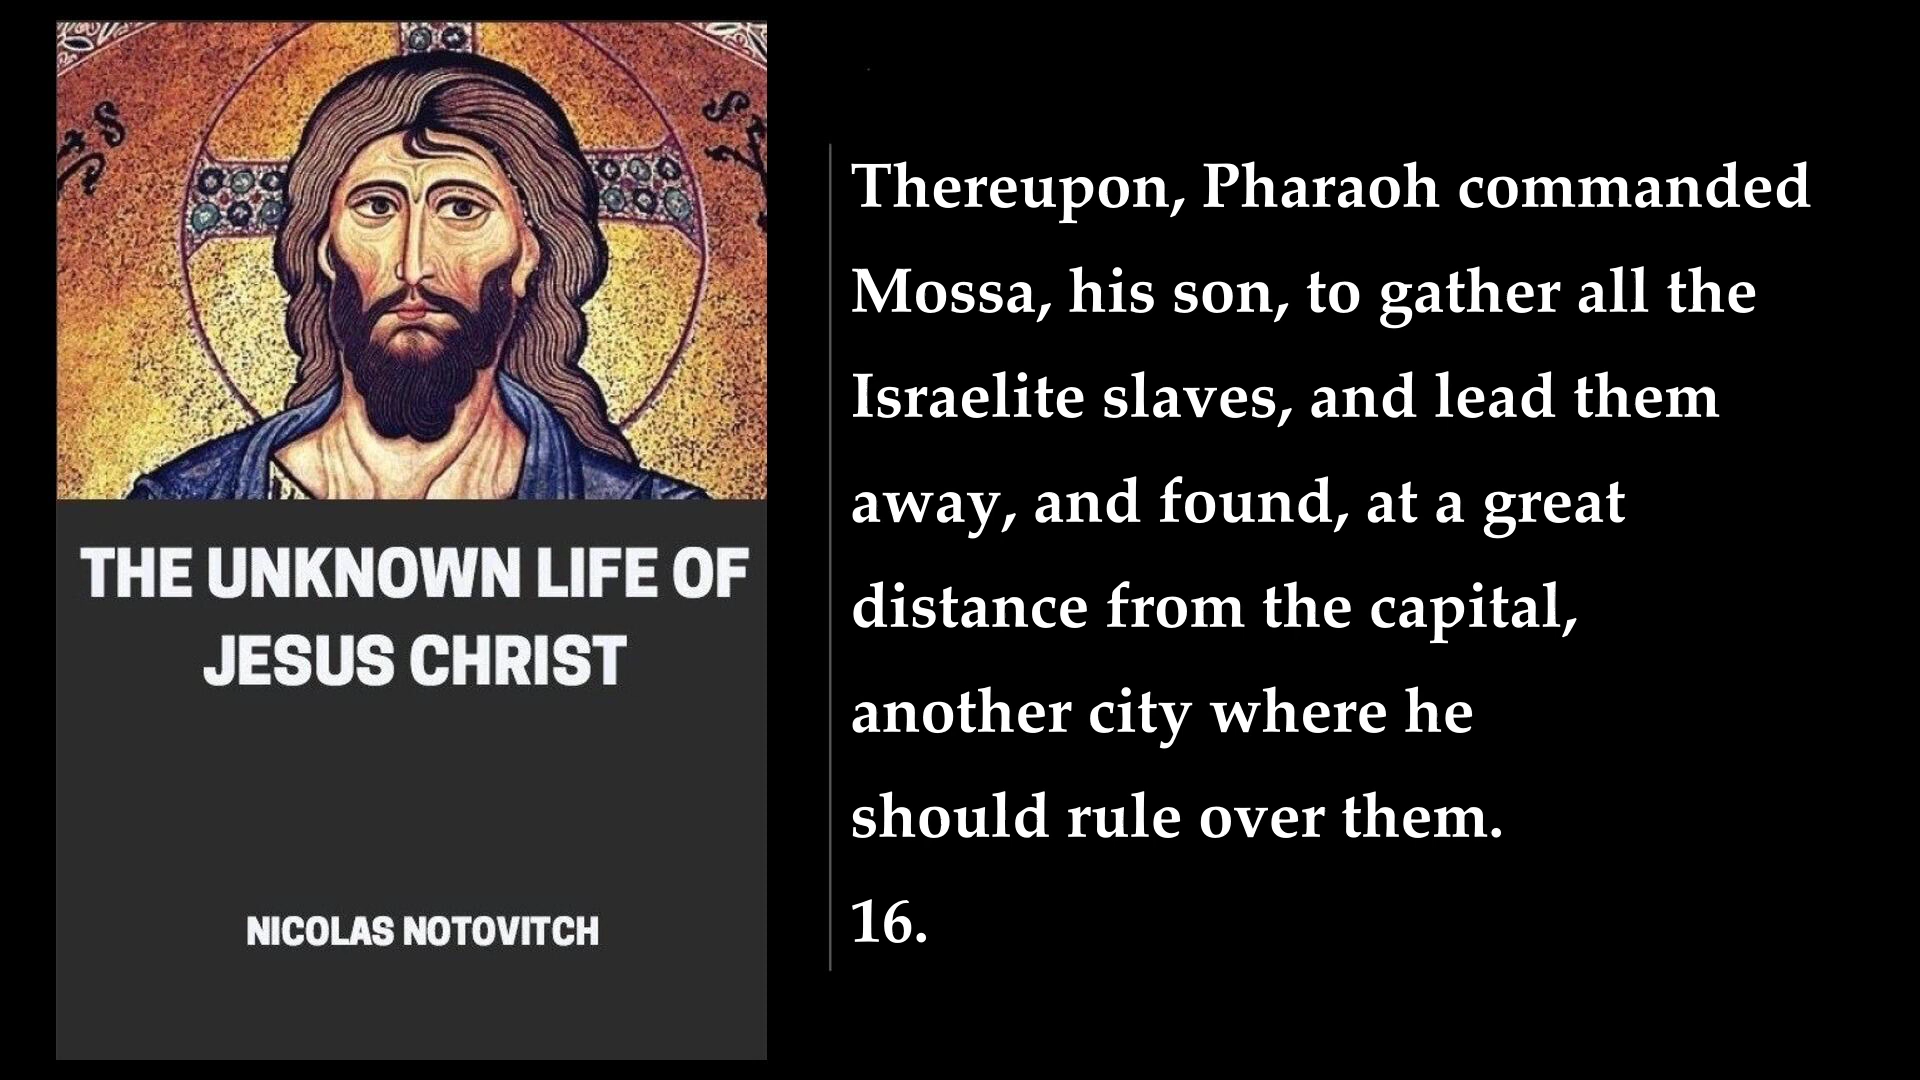 THE UNKNOWN LIFE OF
JESUS CHRIST
NICOLAS NOTOVITCH
Thereupon, Pharaoh commanded
Mossa, his son, to gather all the
Israelite slaves, and lead them
away, and found, at a great
distance from the capital,
another city where he
should rule over them.
16.